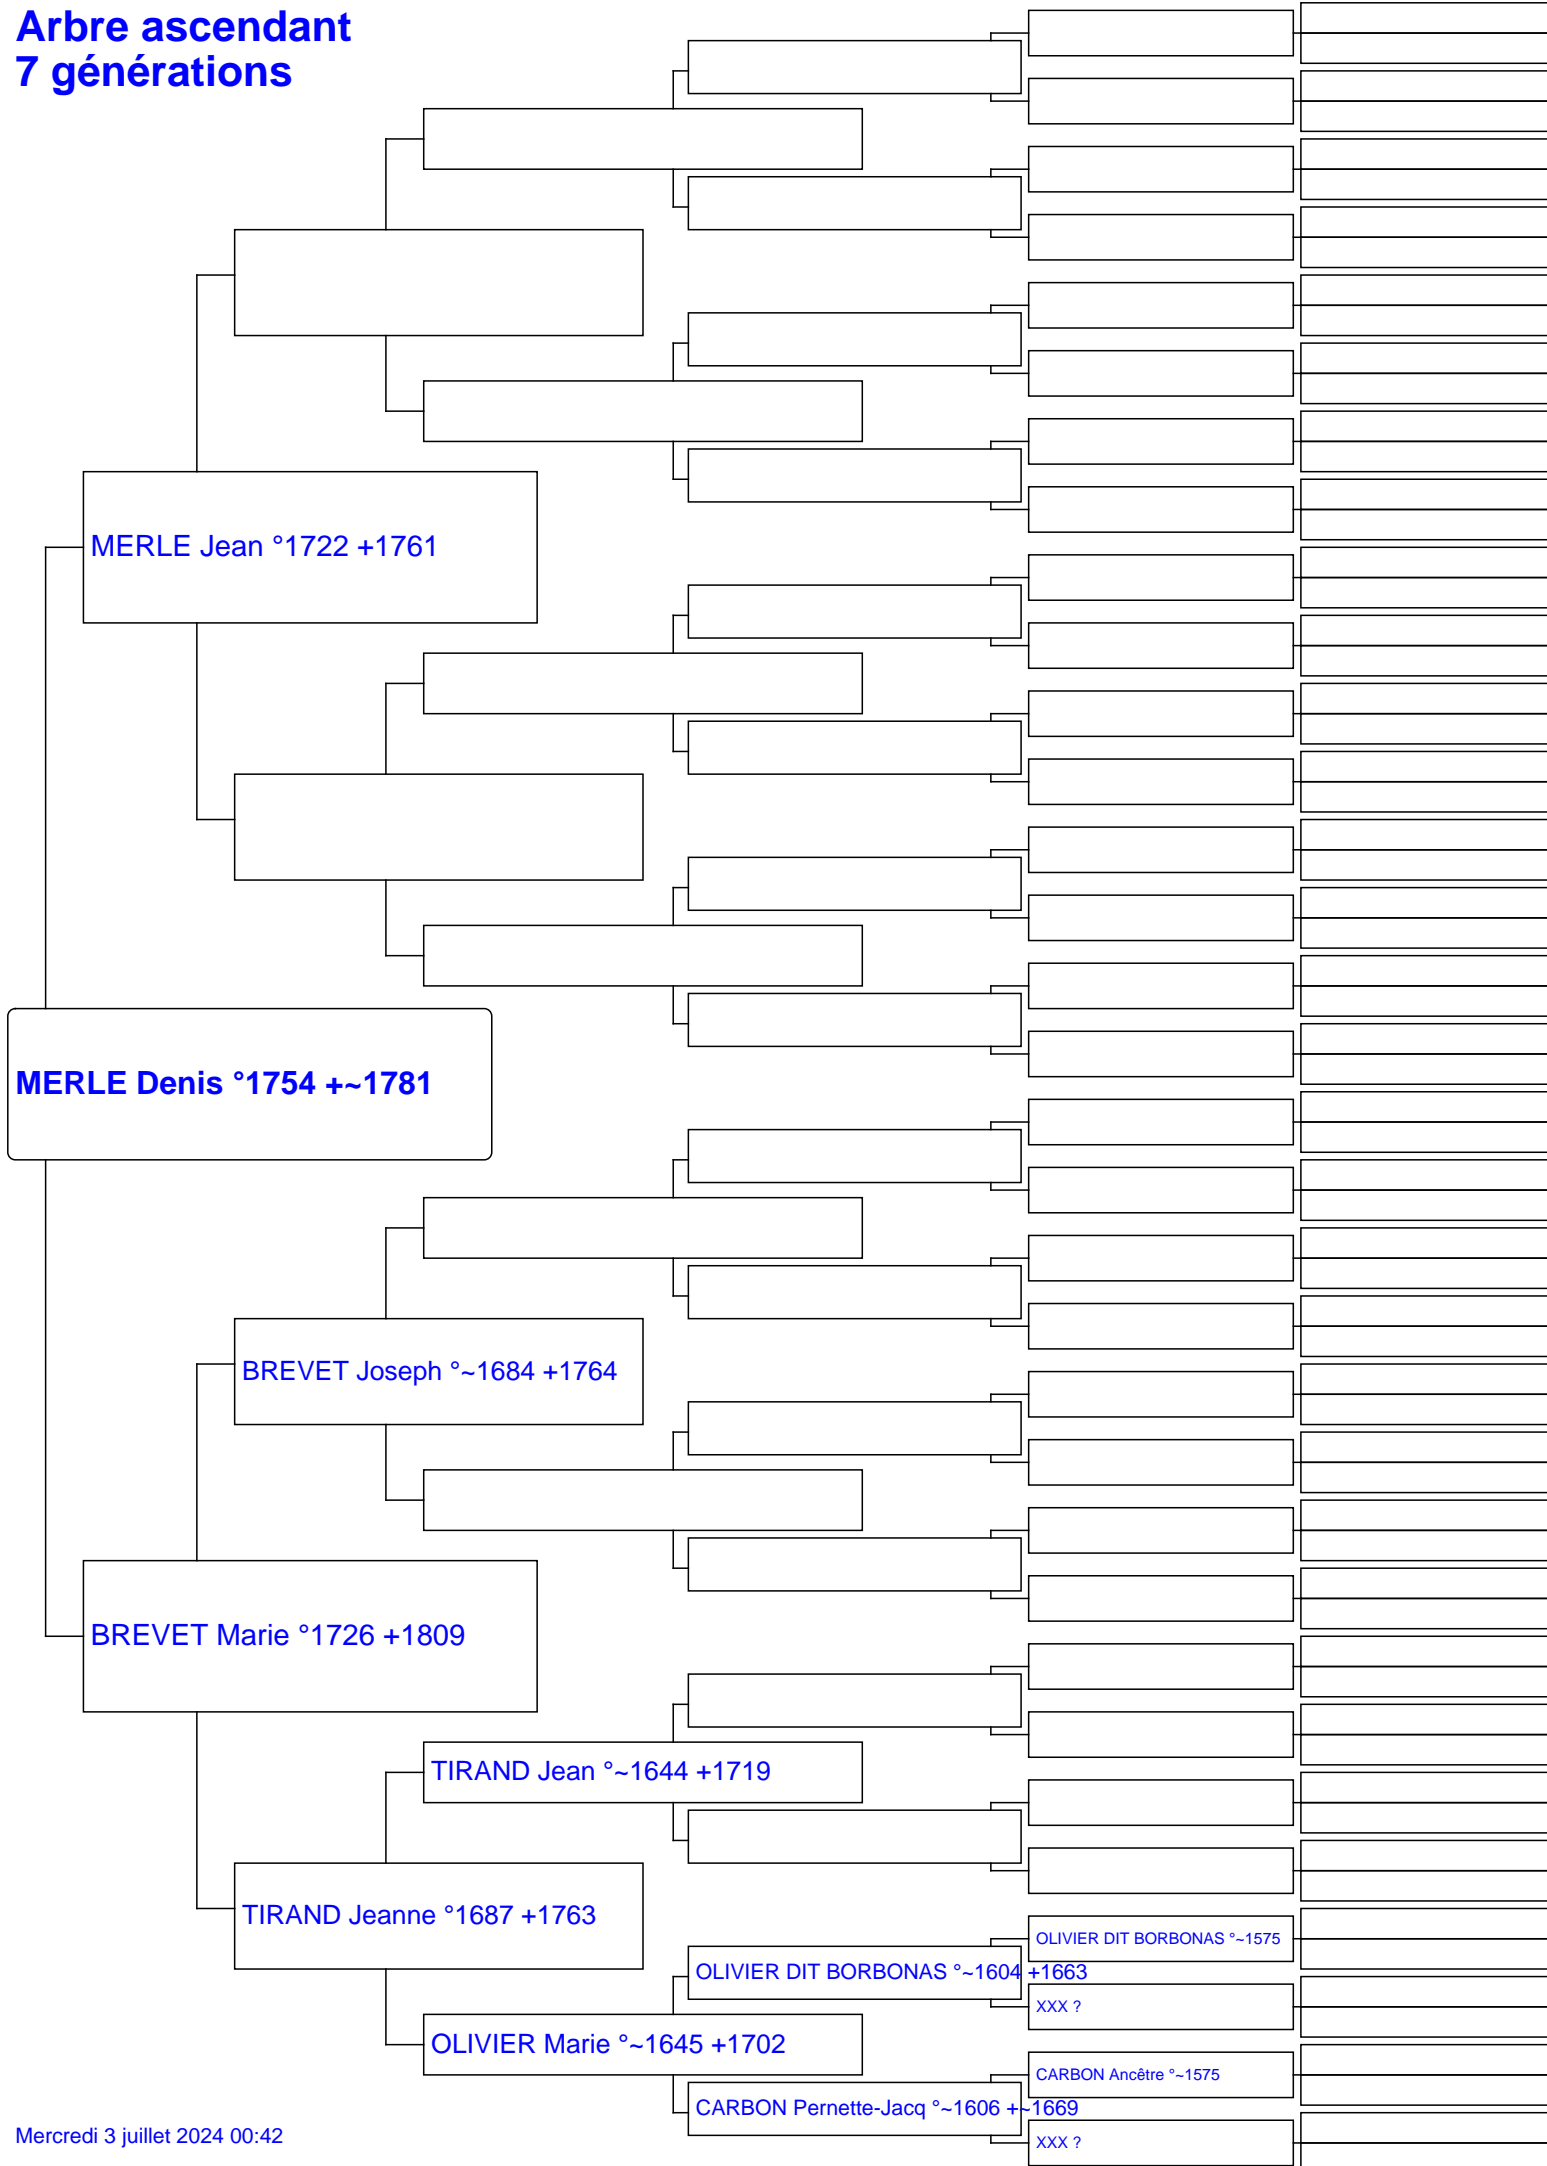 Arbre ascendant
7 générations
MERLE Jean °1722 +1761
MERLE Denis °1754 +~1781
BREVET Joseph °~1684 +1764
BREVET Marie °1726 +1809
TIRAND Jean °~1644 +1719
TIRAND Jeanne °1687 +1763
OLIVIER DIT BORBONAS °~1575
OLIVIER DIT BORBONAS °~1604 +1663
XXX ?
OLIVIER Marie °~1645 +1702
CARBON Ancêtre °~1575
CARBON Pernette-Jacq °~1606 +~1669
XXX ?
Mercredi 3 juillet 2024 00:42